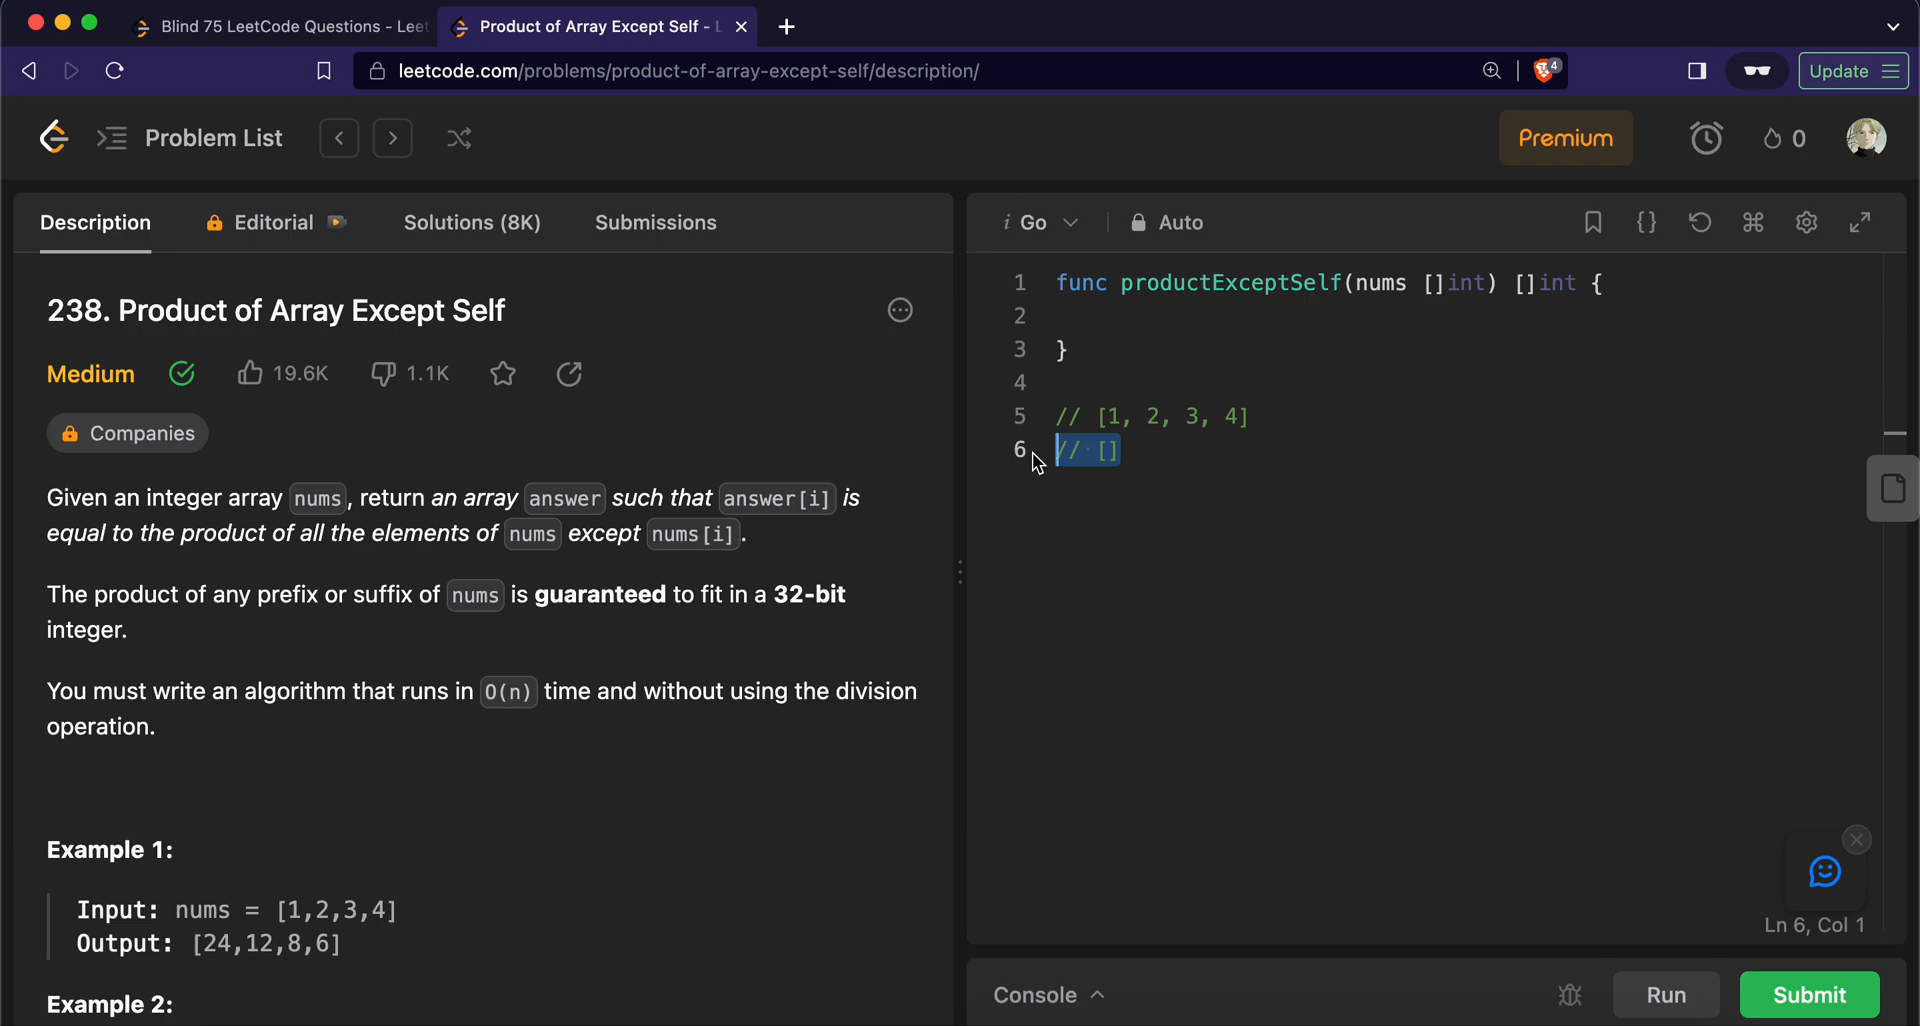 Blind 75 LeetCode Questions - Leet
Product of Array Except Self - L
leetcode.com/problems/product-of-array-except-self/description/
4
Update
Problem List
Premium
0
Description
Editorial
Solutions (8K)
Submissions
238. Product of Array Except Self
Medium
19.6K
1.1K
Companies
Given an integer array nums, return an array answer such that answer[i] is
equal to the product of all the elements of nums except nums[i].
The product of any prefix or suffix of nums is guaranteed to fit in a 32-bit
integer.
You must write an algorithm that runs in O(n) time and without using the division
operation.
Example 1:
Input: nums = [1,2,3,4]
Output: [24,12,8,6]
Example 2:
i Go
Auto
1 func productExceptSelf(nums []int) []int {
2
3 }
4
5 // [1, 2, 3, 4]
6 // []
Ln 6, Col 1
Console
Run
Submit